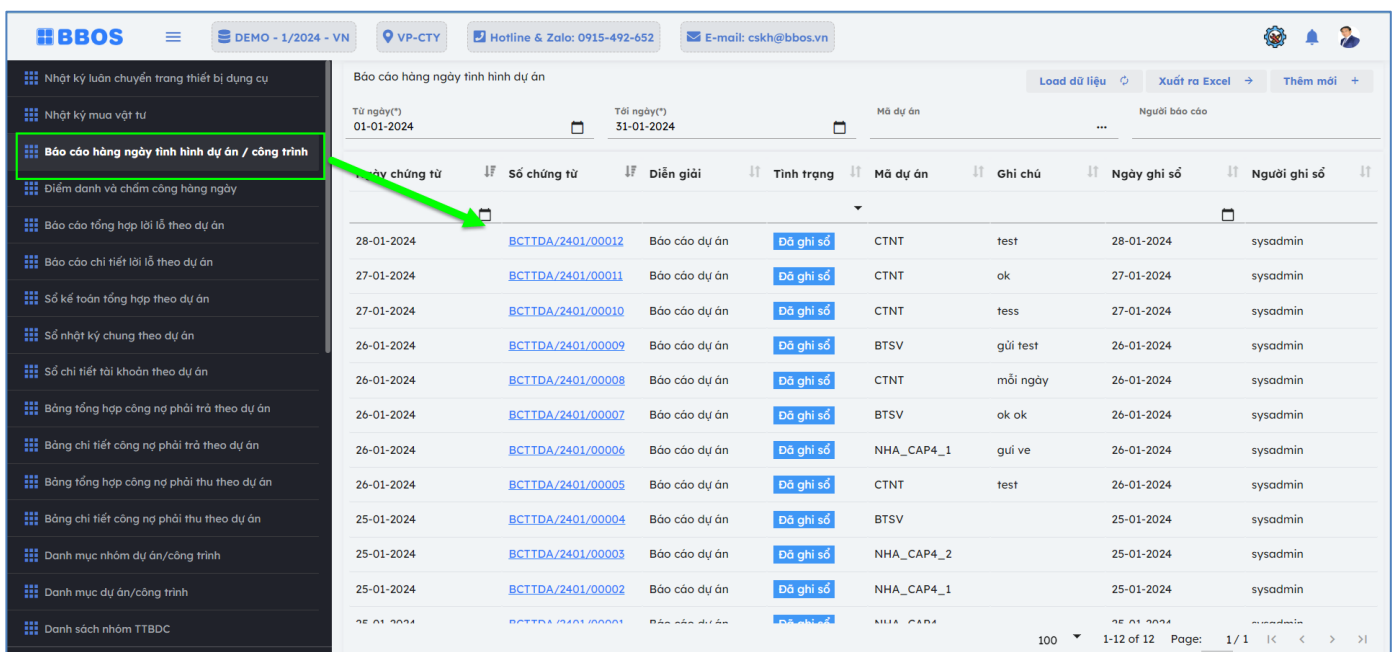 BBOS
DEMO - 1/2024 - VN
VP-CTY
Hotline & Zalo: 0915-492-652
E-mail: cskh@bbos.vn
Nhật ký luân chuyển trang thiết bị dụng cụ
Nhật ký mua vật tư
Báo cáo hàng ngày tình hình dự án / công trình
Điểm danh và chấm công hàng ngày
Báo cáo tổng hợp lời lỗ theo dự án
Báo cáo chi tiết lời lỗ theo dự án
Sổ kế toán tổng hợp theo dự án
Sổ nhật ký chung theo dự án
Sổ chi tiết tài khoản theo dự án
Bảng tổng hợp công nợ phải trả theo dự án
Bảng chi tiết công nợ phải trả theo dự án
Bảng tổng hợp công nợ phải thu theo dự án
Bảng chi tiết công nợ phải thu theo dự án
Danh mục nhóm dự án/công trình
Danh mục dự án/công trình
Danh sách nhóm TTBDC
Báo cáo hàng ngày tình hình dự án
Load dữ liệu
Xuất ra Excel
Thêm mới +
Từ ngày(*) Tới ngày(*) Mã dự án Người báo cáo
01-01-2024 31-01-2024 ...
chứng từ Số chứng từ Diễn giải Tình trạng Mã dự án Ghi chú Ngày ghi sổ Người ghi sổ
28-01-2024 BCTTDA/2401/00012 Báo cáo dự án Đã ghi sổ CTNT test 28-01-2024 sysadmin
27-01-2024 BCTTDA/2401/00011 Báo cáo dự án Đã ghi sổ CTNT ok 27-01-2024 sysadmin
27-01-2024 BCTTDA/2401/00010 Báo cáo dự án Đã ghi sổ CTNT tess 27-01-2024 sysadmin
26-01-2024 BCTTDA/2401/00009 Báo cáo dự án Đã ghi sổ BTSV gửi test 26-01-2024 sysadmin
26-01-2024 BCTTDA/2401/00008 Báo cáo dự án Đã ghi sổ CTNT mỗi ngày 26-01-2024 sysadmin
26-01-2024 BCTTDA/2401/00007 Báo cáo dự án Đã ghi sổ BTSV ok ok 26-01-2024 sysadmin
26-01-2024 BCTTDA/2401/00006 Báo cáo dự án Đã ghi sổ NHA_CAP4_1 gưi ve 26-01-2024 sysadmin
26-01-2024 BCTTDA/2401/00005 Báo cáo dự án Đã ghi sổ CTNT test 26-01-2024 sysadmin
25-01-2024 BCTTDA/2401/00004 Báo cáo dự án Đã ghi sổ BTSV 25-01-2024 sysadmin
25-01-2024 BCTTDA/2401/00003 Báo cáo dự án Đã ghi sổ NHA_CAP4_2 25-01-2024 sysadmin
25-01-2024 BCTTDA/2401/00002 Báo cáo dự án Đã ghi sổ NHA_CAP4_1 25-01-2024 sysadmin
100 1-12 of 12 Page: 1 / 1